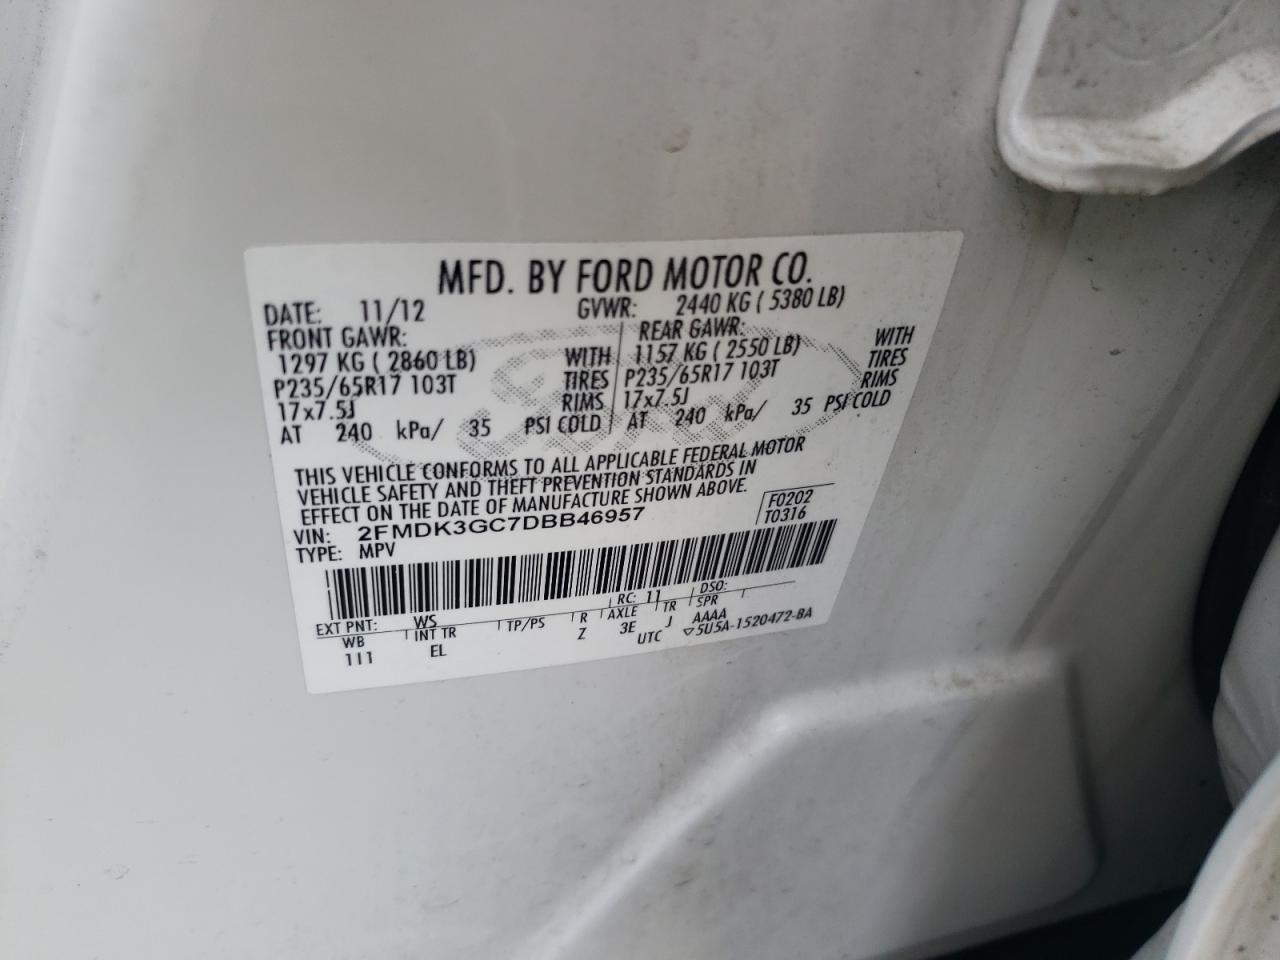 MFD. BY FORD MOTOR CO.
DATE: 11/12 GVWR: 2440 KG ( 5380 LB)
FRONT GAWR: REAR GAWR: WITH
1297 KG ( 2860 LB) WITH 1157 KG ( 2550 LB) TIRES
P235/65R17 103T TIRES P235/65R17 103T RIMS
17x7.5J RIMS 17x7.5J
AT 240 kPa/ 35 PSI COLD AT 240 kPa/ 35 PSI COLD
Ford
THIS VEHICLE CONFORMS TO ALL APPLICABLE FEDERAL MOTOR
VEHICLE SAFETY AND THEFT PREVENTION STANDARDS IN
EFFECT ON THE DATE OF MANUFACTURE SHOWN ABOVE.
F0202
VIN: 2FMDK3GC7DBB46957 T0316
TYPE: MPV
EXT PNT: WS RC: 11 DSO:
WB INT TR TP/PS R AXLE TR SPR
111 EL Z 3E J AAAA
UTC ▽5U5A-1520472-BA